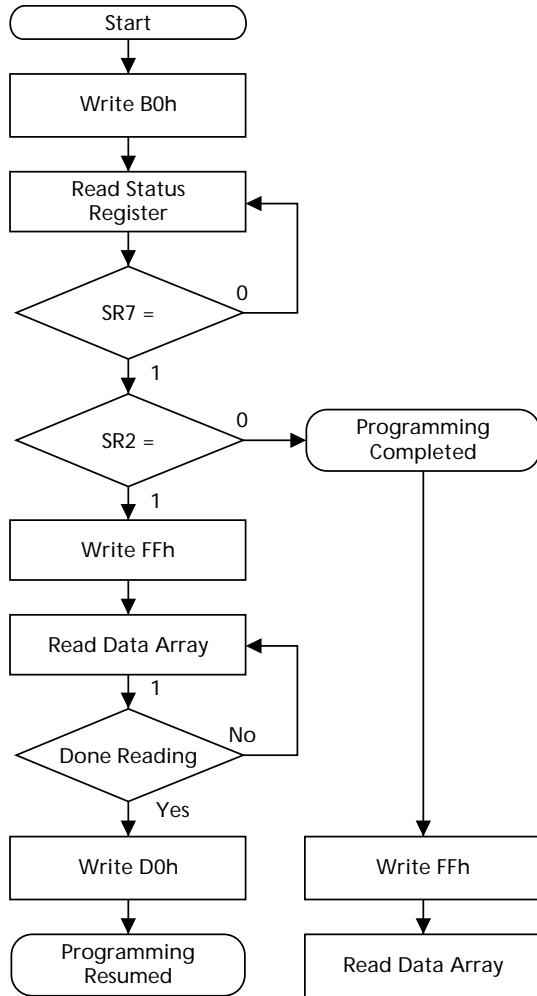 Start
Write B0h
Read Status
Register
0
SR7 =
1
0
SR2 =
Programming
Completed
1
Write FFh
Read Data Array
1
No
Done Reading
Yes
Write D0h
Write FFh
Programming
Resumed
Read Data Array